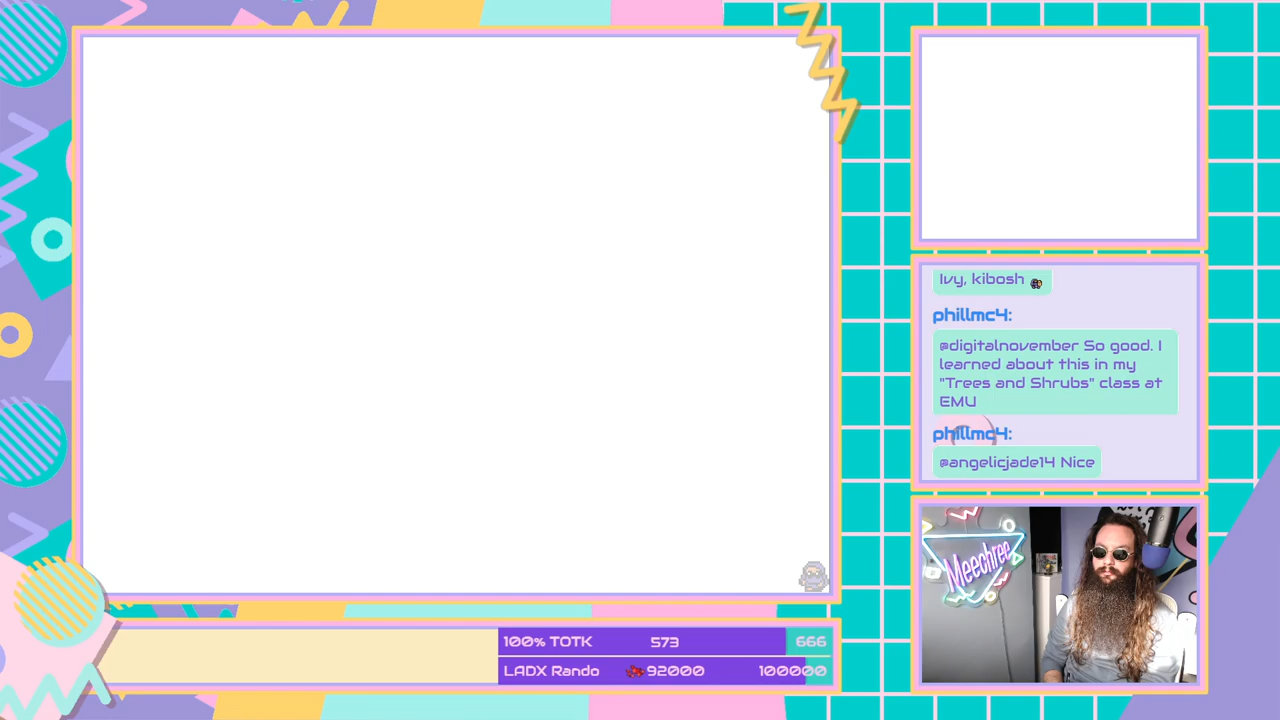 Ivy, kibosh
phillmc4:
@digitalnovember So good. I
learned about this in my
"Trees and Shrubs" class at
EMU
phillmc4:
@angelicjade14 Nice
Meechree
100% TOTK 573 666
LADX Rando 92000 100000